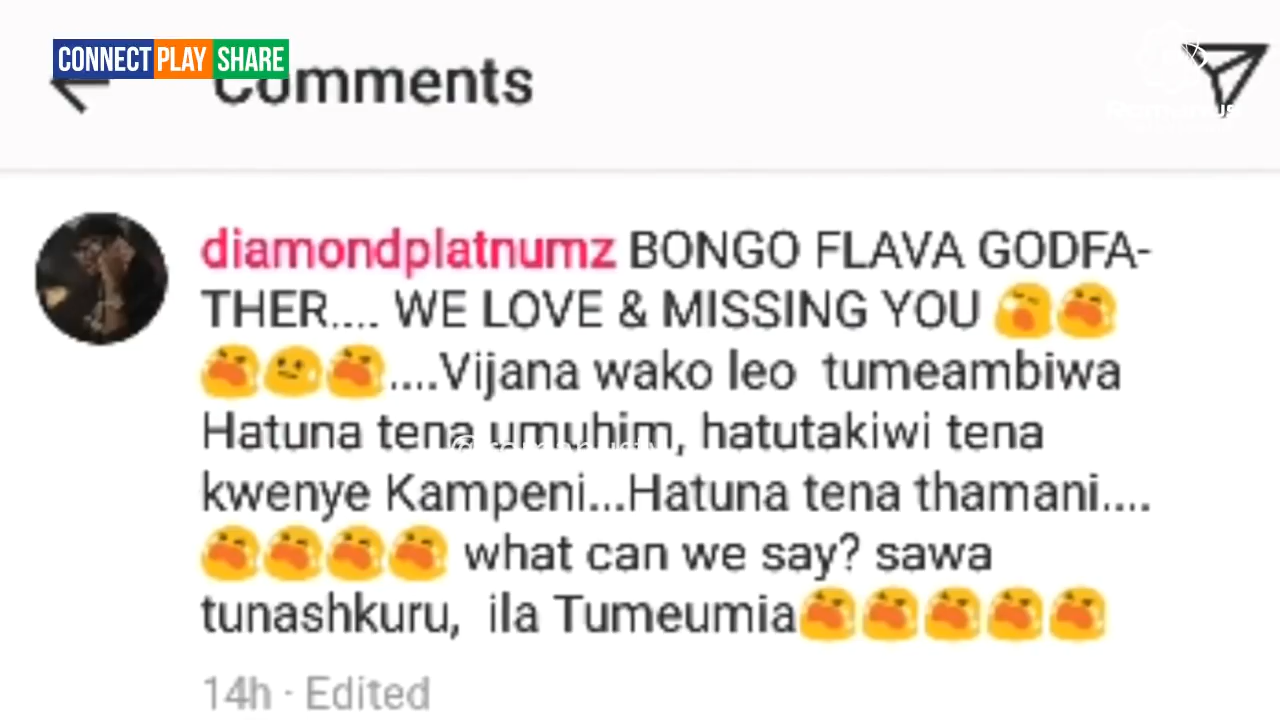 CONNECT PLAY SHARE
Comments
diamondplatnumz BONGO FLAVA GODFA-
THER.... WE LOVE & MISSING YOU
....Vijana wako leo tumeambiwa
Hatuna tena umuhim, hatutakiwi tena
kwenye Kampeni...Hatuna tena thamani....
what can we say? sawa
tunashkuru, ila Tumeumia
14h · Edited